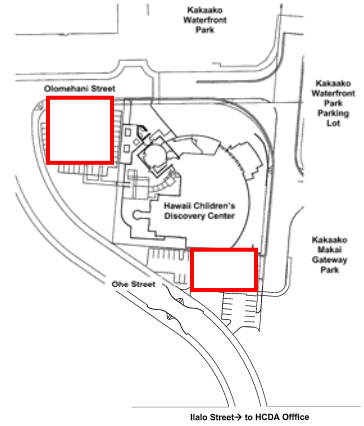 Kakaako
Waterfront
Park
Olomehani Street
Kakaako
Waterfront
Park
Parking
Lot
Hawaii Children's
Discovery Center
Kakaako
Makai
Gateway
Park
Ohe Street
Ilalo Street→ to HCDA Offfice